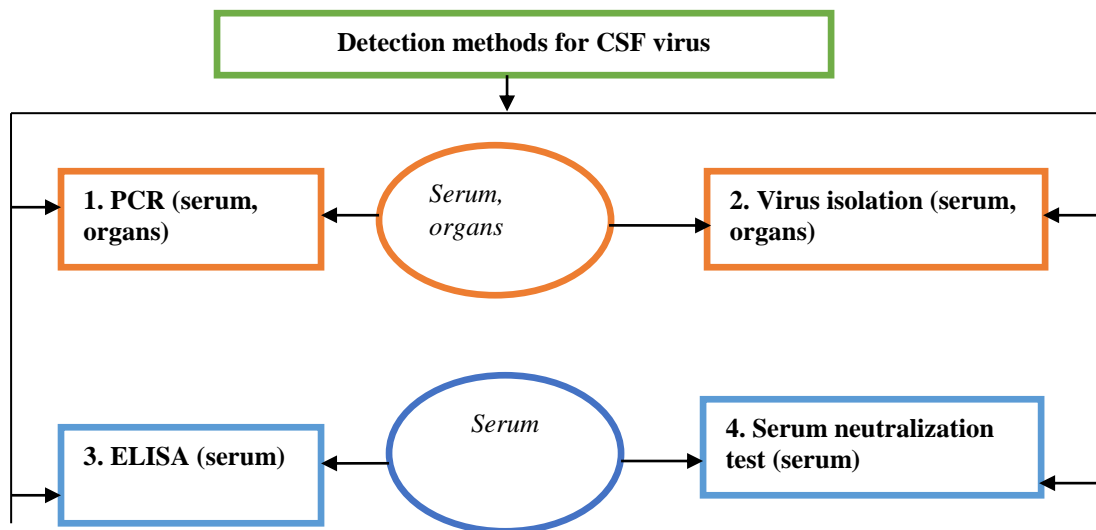 Detection methods for CSF virus
1. PCR (serum,
organs)
Serum,
organs
2. Virus isolation (serum,
organs)
3. ELISA (serum)
Serum
4. Serum neutralization
test (serum)